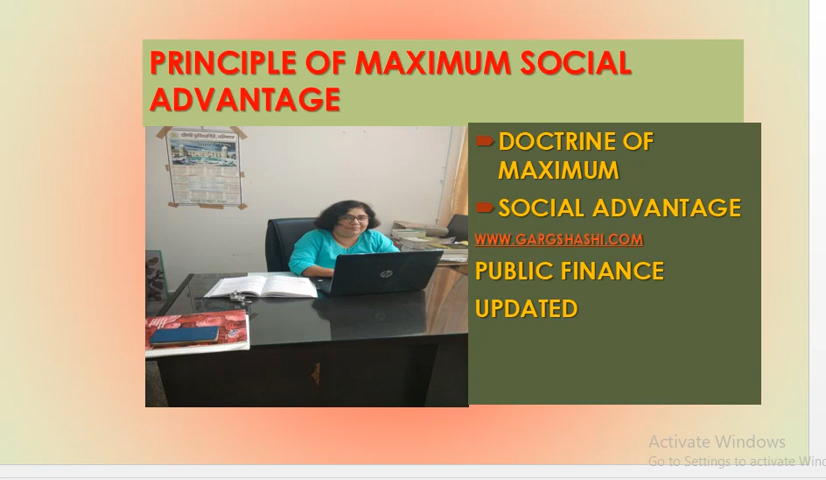 PRINCIPLE OF MAXIMUM SOCIAL
ADVANTAGE
DOCTRINE OF
MAXIMUM
SOCIAL ADVANTAGE
WWW.GARGSHASHI.COM
PUBLIC FINANCE
UPDATED
hp
Activate Windows
Go to Settings to activate Wind